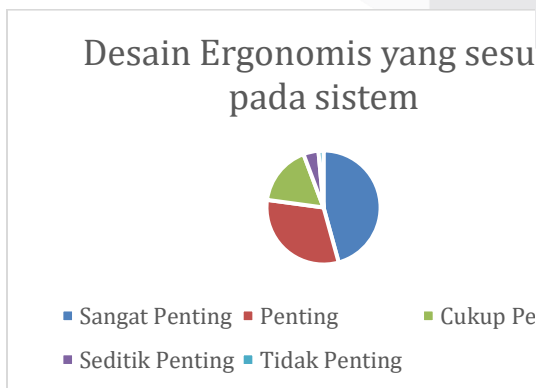 Desain Ergonomis yang sesu
pada sistem
Sangat Penting Penting Cukup Pe
Seditik Penting Tidak Penting